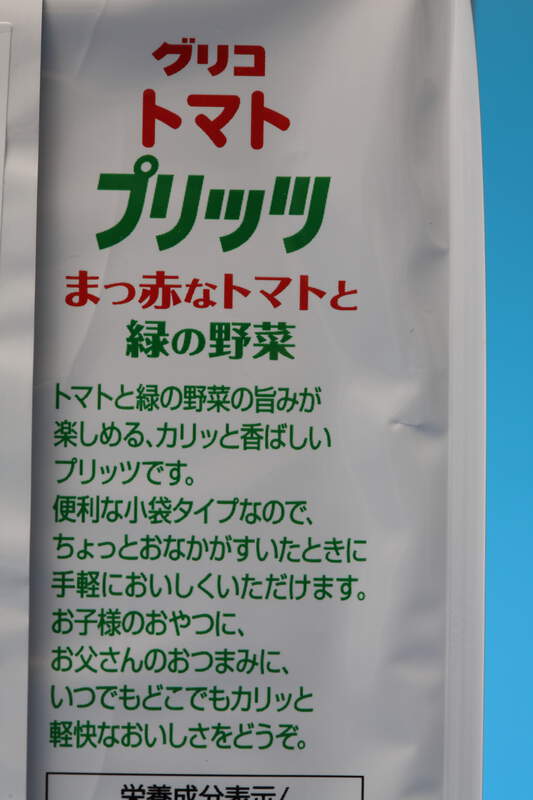 グリコ
トマト
プリッツ
まっ赤なトマトと
緑の野菜
トマトと緑の野菜の旨みが
楽しめる、カリッと香ばしい
プリッツです。
便利な小袋タイプなので、
ちょっとおなかがすいたときに
手軽においしくいただけます。
お子様のおやつに、
お父さんのおつまみに、
いつでもどこでもカリッと
軽快なおいしさをどうぞ。
栄養成分表示/